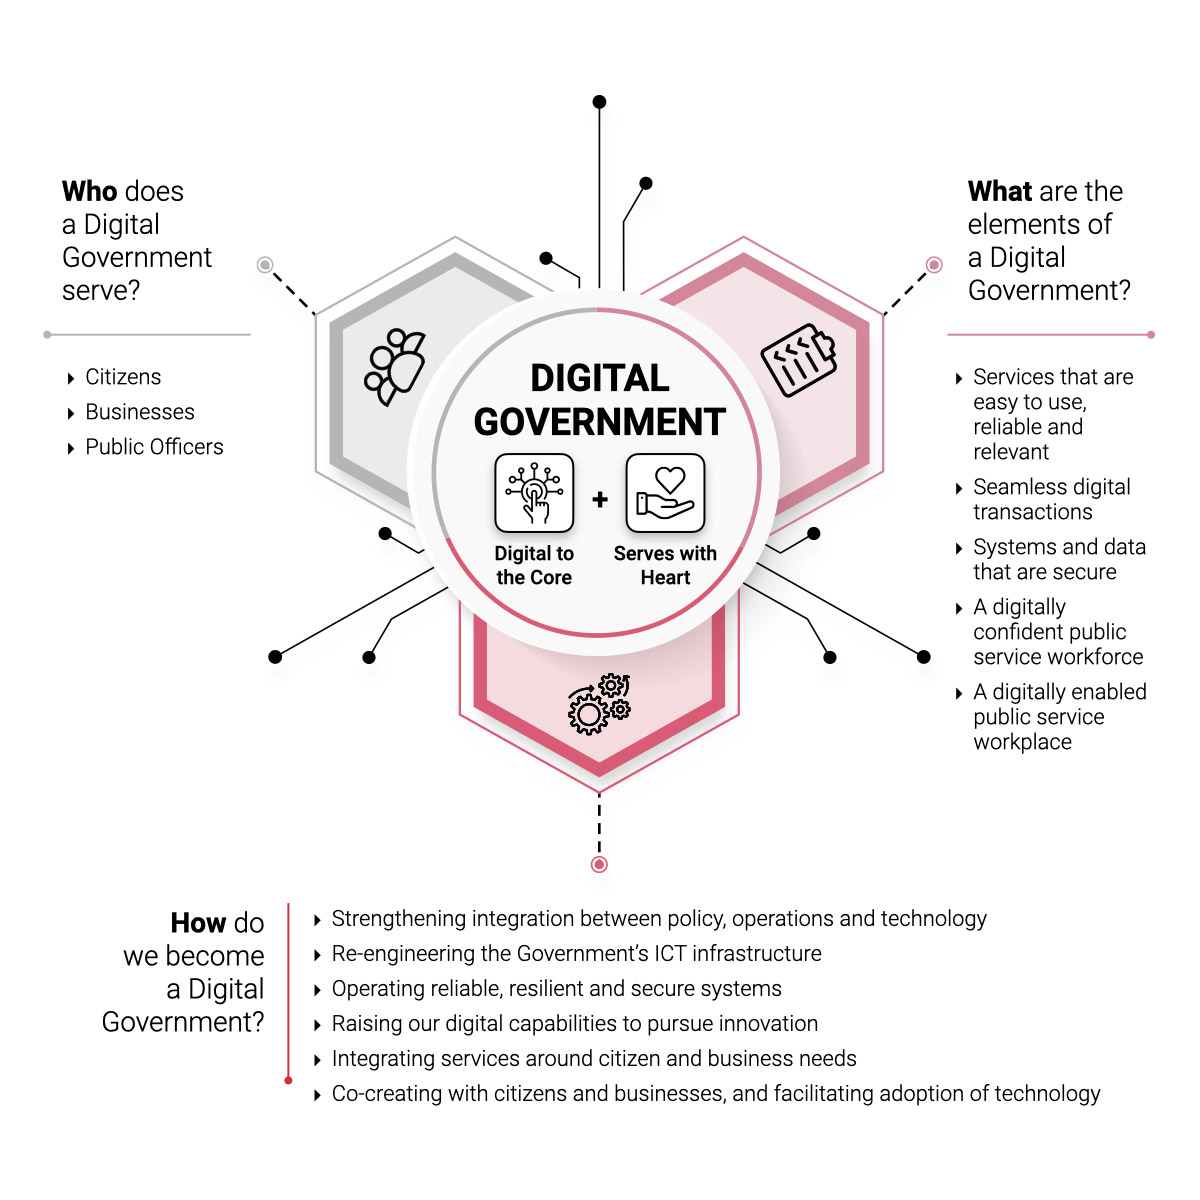 Who does
a Digital
Government
serve?
Citizens
Businesses
Public Officers
DIGITAL
GOVERNMENT
+
Digital to
the Core
Serves with
Heart
What are the
elements of
a Digital
Government?
Services that are
easy to use,
reliable and
relevant
Seamless digital
transactions
Systems and data
that are secure
A digitally
confident public
service workforce
A digitally enabled
public service
workplace
How do
we become
a Digital
Government?
Strengthening integration between policy, operations and technology
Re-engineering the Government’s ICT infrastructure
Operating reliable, resilient and secure systems
Raising our digital capabilities to pursue innovation
Integrating services around citizen and business needs
Co-creating with citizens and businesses, and facilitating adoption of technology